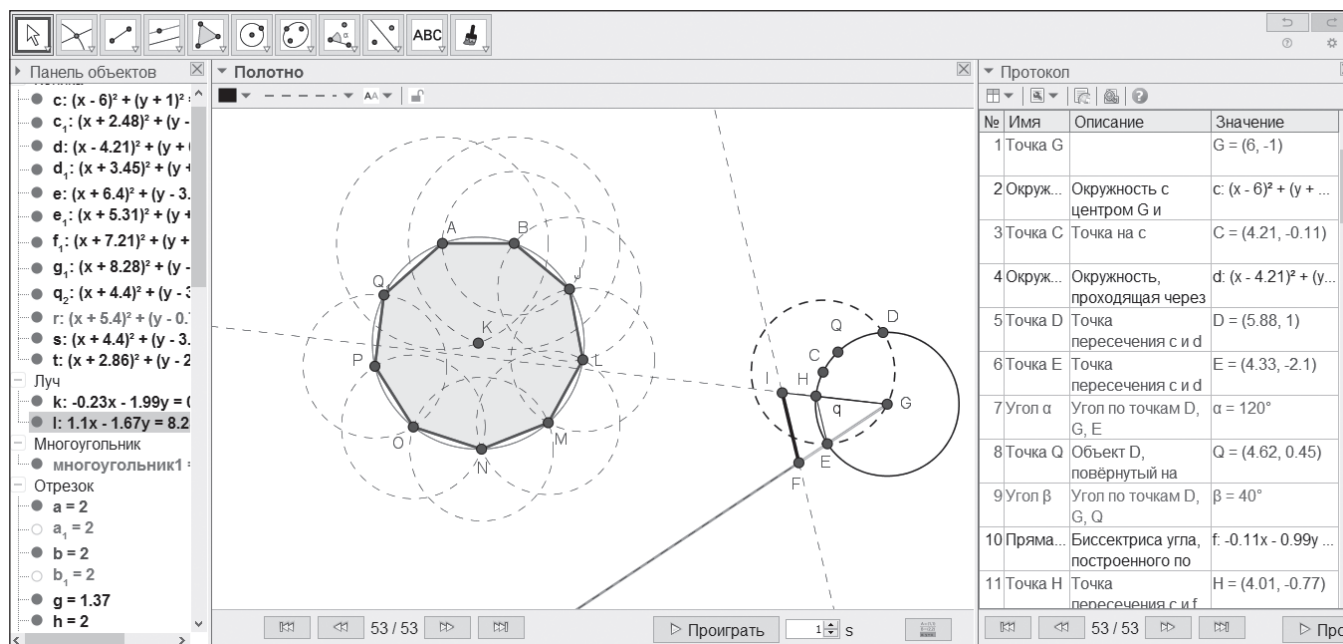 ABC
Панель объектов
c: (x - 6)² + (y + 1)²
c₁: (x + 2.48)² + (y -
d: (x - 4.21)² + (y +
d₁: (x + 3.45)² + (y +
e: (x + 6.4)² + (y - 3.
e₁: (x + 5.31)² + (y +
f₁: (x + 7.21)² + (y +
g₁: (x + 8.28)² + (y -
q₂: (x + 4.4)² + (y - 3
r: (x + 5.4)² + (y - 0.
s: (x + 4.4)² + (y - 3.
t: (x + 2.86)² + (y - 2
Луч
k: -0.23x - 1.99y =
l: 1.1x - 1.67y = 8.2
Многоугольник
многоугольник1
Отрезок
a = 2
a₁ = 2
b = 2
b₁ = 2
g = 1.37
h = 2
Полотно
AA
A
B
Q
J
K
P
L
O
M
N
D
Q
C
I
H
G
q
E
F
53 / 53
Проиграть
1
s
Протокол
№ Имя Описание Значение
1 Точка G G = (6, -1)
2 Окруж... Окружность с c: (x - 6)² + (y + ...
центром G и
3 Точка C Точка на c C = (4.21, -0.11)
4 Окруж... Окружность, d: (x - 4.21)² + (y...
проходящая через
5 Точка D Точка D = (5.88, 1)
пересечения c и d
6 Точка E Точка E = (4.33, -2.1)
пересечения c и d
7 Угол α Угол по точкам D, α = 120°
G, E
8 Точка Q Объект D, Q = (4.62, 0.45)
повёрнутый на
9 Угол β Угол по точкам D, β = 40°
G, Q
10 Пряма... Биссектриса угла, f: -0.11x - 0.99y ...
построенного по
11 Точка H Точка H = (4.01, -0.77)
пересечения c и f
53 / 53
Про